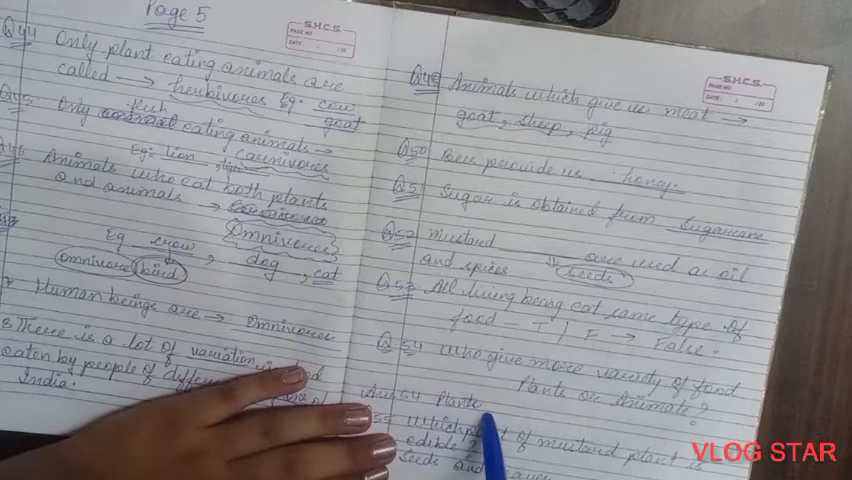 Page 5
S.H.C.S.
PAGE NO.
DATE: / /20
Q44 Only plant eating animals are
called → herbivores Eg: cow
goat
Q45 Only flesh eating animals →
Eg: lion, tiger Carnivores
Q46 Animals who eat both plants
and animals →
Omnivores
Eg crow, dog, cat
omnivore bird
Human beings are → Omnivores
8 There is a lot of variation in food
eaten by people of
India.
S.H.C.S.
PAGE NO.
DATE: / /20
Q49 Animals which give us meat →
goat, sheep, pig
Q50 Bees provide us honey.
Q51 Sugar is obtained from Sugarcane
Q52 Mustard are used as oil
and spices seeds
Q53 All living being eat same type of
food - T / F → False.
Q54 Who give more variety of food
Plants or Animals?
Ans 54 Plants
55 Which of mustard plant is
edible?
Seeds and
VLOG STAR